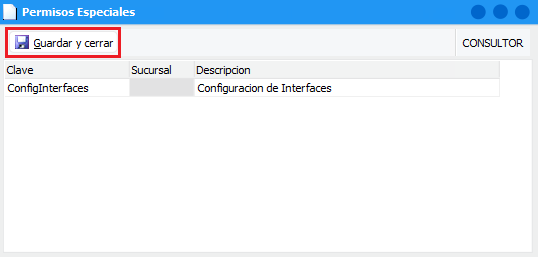 Permisos Especiales
Guardar y cerrar CONSULTOR
Clave Sucursal Descripcion
ConfigInterfaces Configuracion de Interfaces